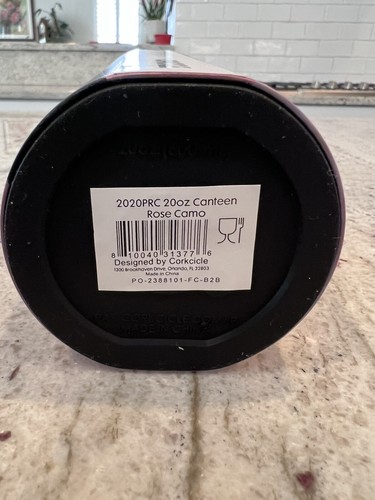 2020PRC 20oz Canteen
Rose Camo
8 10040 31377 6
Designed by Corkcicle
1300 Brookhaven Drive, Orlando, FL 32803
Made in China
PO-2388101-FC-B2B